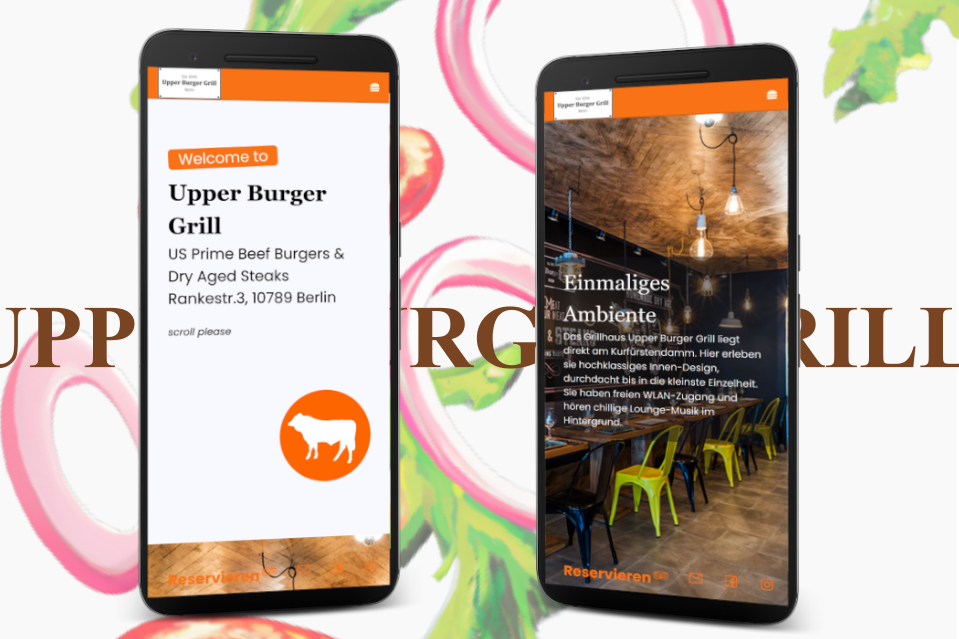 Upper Burger Grill
Berlin
Welcome to
Upper Burger
Grill
US Prime Beef Burgers &
Dry Aged Steaks
Rankestr.3, 10789 Berlin
scroll please
Reservieren
Upper Burger Grill
Berlin
Einmaliges
Ambiente
Das Grillhaus Upper Burger Grill liegt
direkt am Kurfürstendamm. Hier erleben
sie hochklassiges Innen-Design,
durchdacht bis in die kleinste Einzelheit.
Sie haben freien WLAN-Zugang und
hören chillige Lounge-Musik im
Hintergrund.
Reservieren
UPP URG RILL